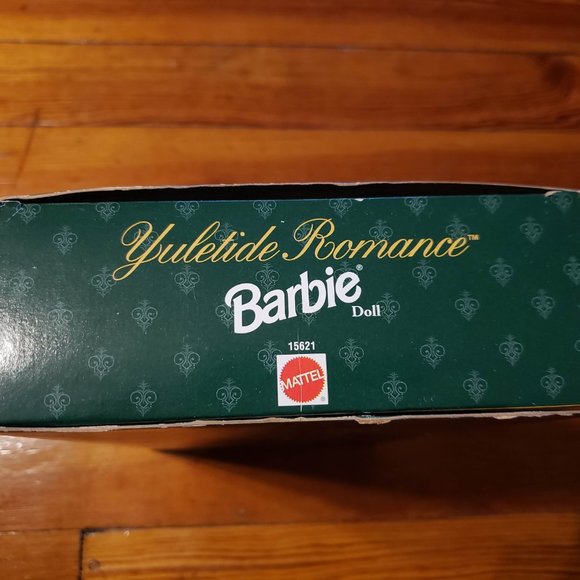 Yuletide Romance™
Barbie®
Doll
15621
MATTEL®